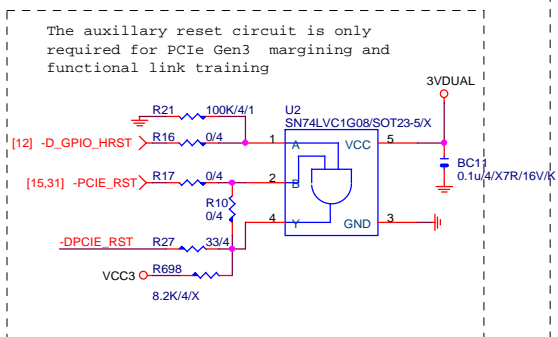 The auxillary reset circuit is only
required for PCIe Gen3 margining and
functional link training
3VDUAL
R21 100K/4/1
U2
SN74LVC1G08/SOT23-5/X
[12] -D_GPIO_HRST R16 0/4 1 A VCC 5
BC11
0.1u/4/X7R/16V/K
[15,31] -PCIE_RST R17 0/4 2 B
R10
0/4
4 Y GND 3
-DPCIE_RST R27 33/4
VCC3 R698
8.2K/4/X